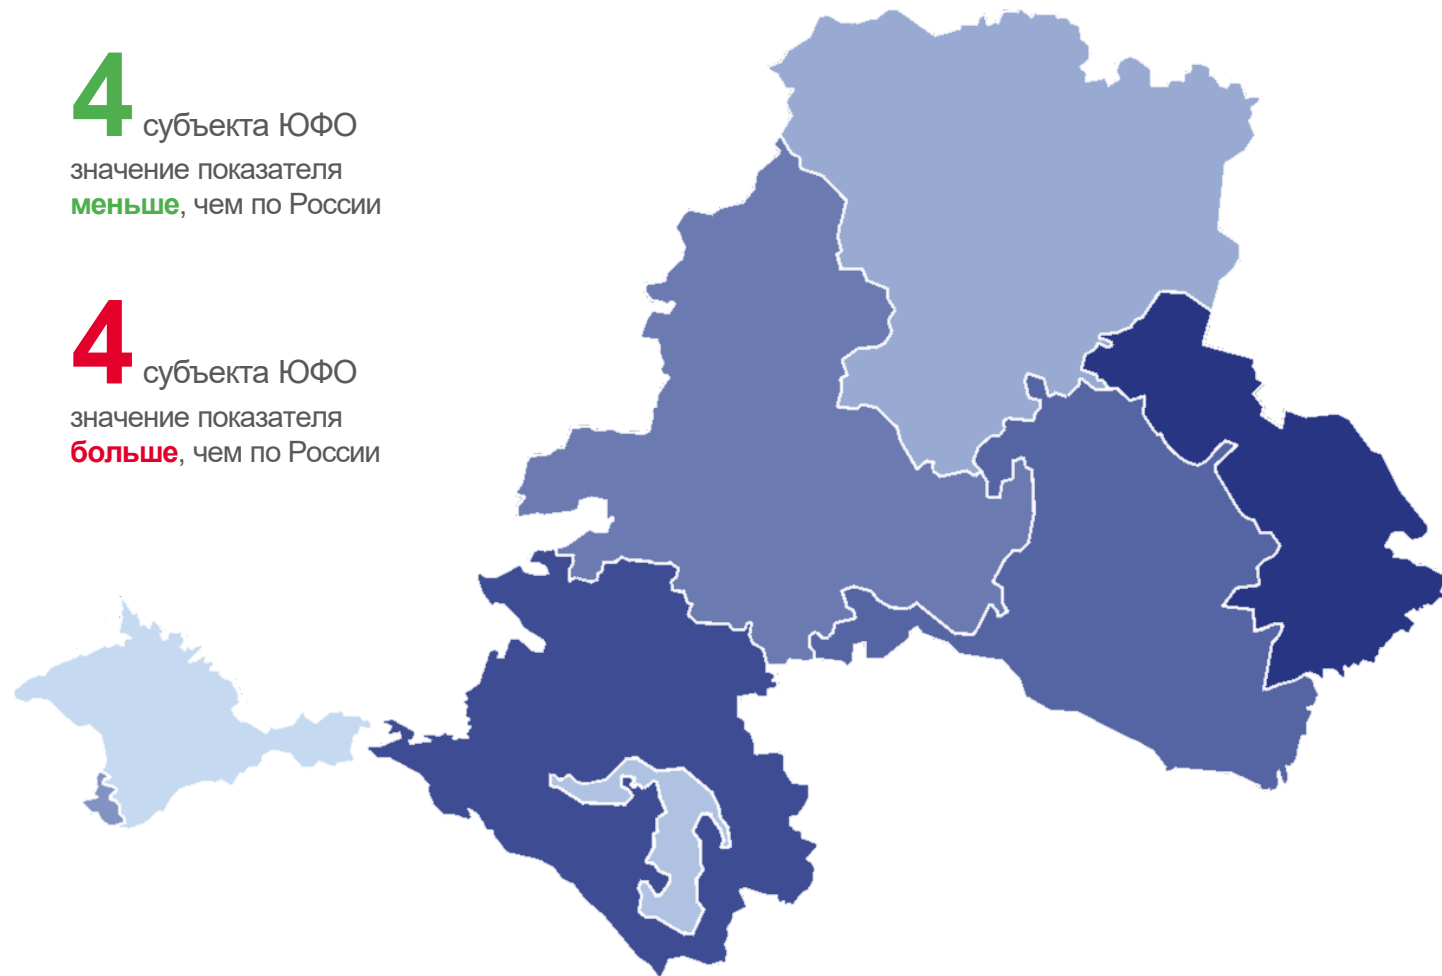 4 субъекта ЮФО
значение показателя
меньше, чем по России
4 субъекта ЮФО
значение показателя
больше, чем по России